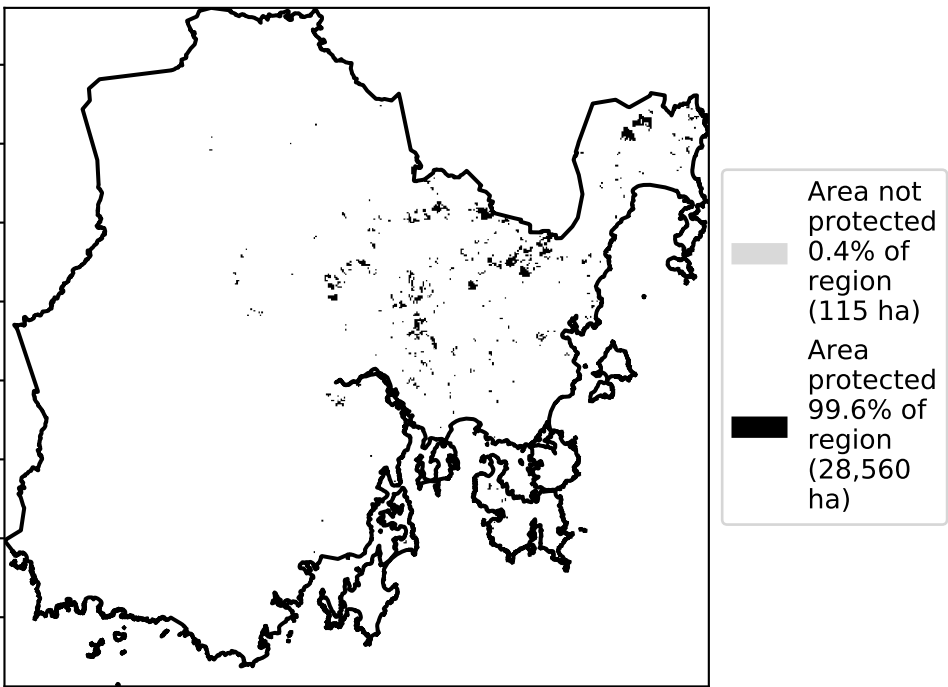 Area not
protected
0.4% of
region
(115 ha)
Area
protected
99.6% of
region
(28,560
ha)